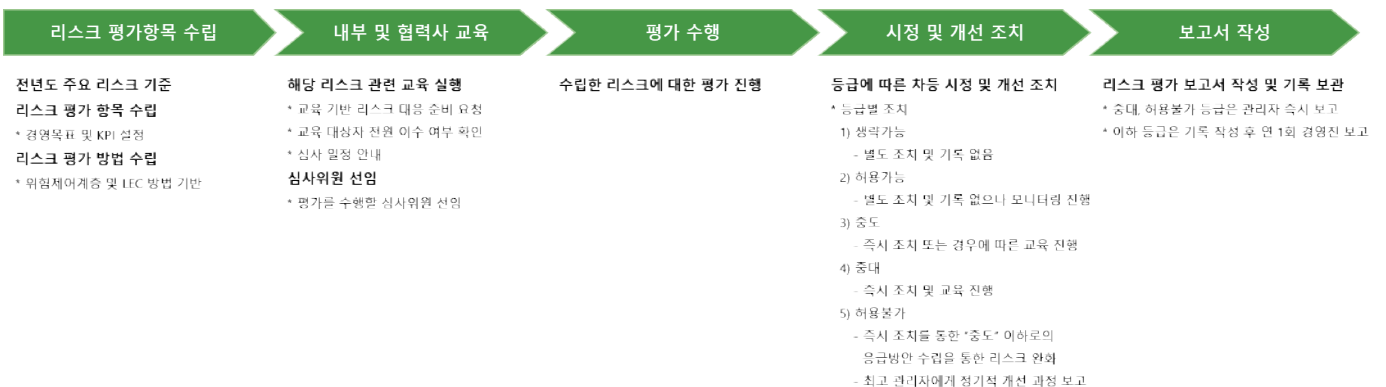 리스크 평가항목 수립
전년도 주요 리스크 기준
리스크 평가 항목 수립
* 경영목표 및 KPI 설정
리스크 평가 방법 수립
* 위험제어계층 및 LEC 방법 기반
내부 및 협력사 교육
해당 리스크 관련 교육 실행
* 교육 기반 리스크 대응 준비 요청
* 교육 대상자 전원 이수 여부 확인
* 심사 일정 안내
심사위원 선임
* 평가를 수행할 심사위원 선임
평가 수행
수립한 리스크에 대한 평가 진행
시정 및 개선 조치
등급에 따른 차등 시정 및 개선 조치
* 등급별 조치
1) 생략가능
- 별도 조치 및 기록 없음
2) 허용가능
- 별도 조치 및 기록 없으나 모니터링 진행
3) 중도
- 즉시 조치 또는 경우에 따른 교육 진행
4) 중대
- 즉시 조치 및 교육 진행
5) 허용불가
- 즉시 조치를 통한 "중도" 이하로의
응급방안 수립을 통한 리스크 완화
- 최고 관리자에게 정기적 개선 과정 보고
보고서 작성
리스크 평가 보고서 작성 및 기록 보관
* 중대, 허용불가 등급은 관리자 즉시 보고
* 이하 등급은 기록 작성 후 연 1회 경영진 보고